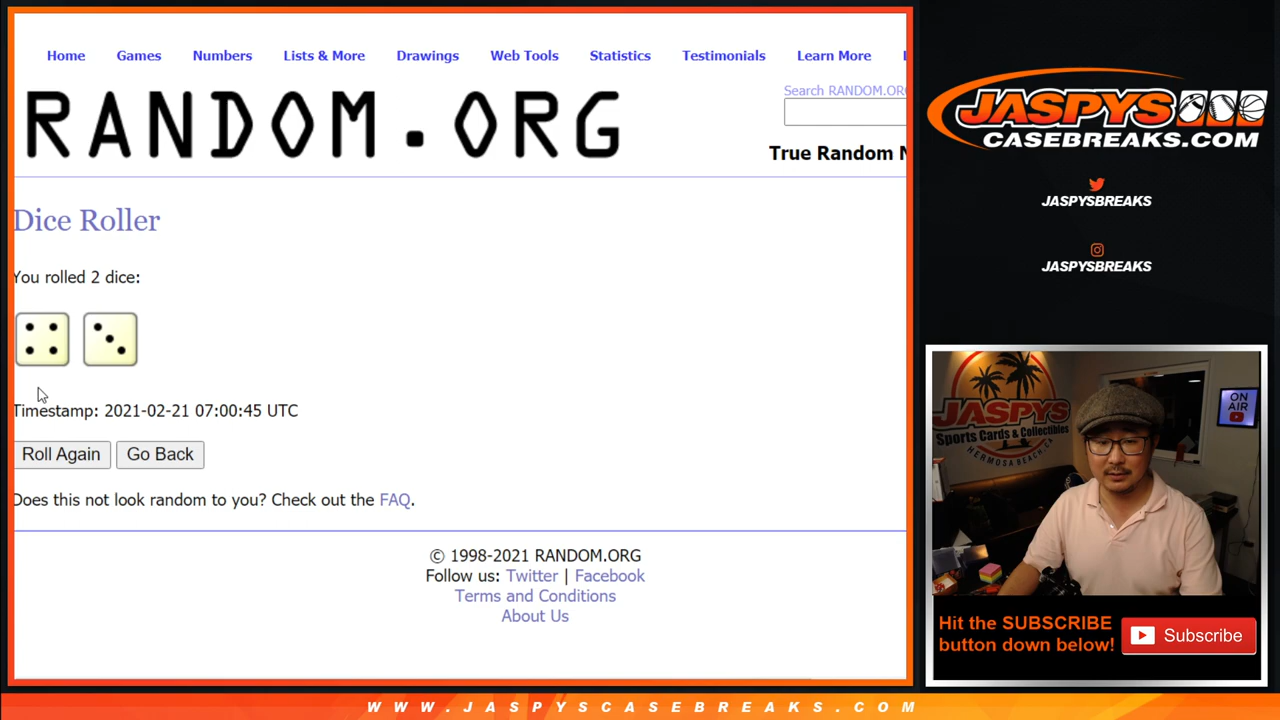 Home Games Numbers Lists & More Drawings Web Tools Statistics Testimonials Learn More
RANDOM.ORG
Search RANDOM.ORG
True Random N
Dice Roller
You rolled 2 dice:
Timestamp: 2021-02-21 07:00:45 UTC
Roll Again Go Back
Does this not look random to you? Check out the FAQ.
© 1998-2021 RANDOM.ORG
Follow us: Twitter | Facebook
Terms and Conditions
About Us
JASPYS
CASEBREAKS.COM
JASPYSBREAKS
JASPYSBREAKS
JASPYS
Sports Cards & Collectibles
HERMOSA BEACH, CA
ON
AIR
Hit the SUBSCRIBE
button down below!
Subscribe
WWW.JASPYSCASEBREAKS.COM